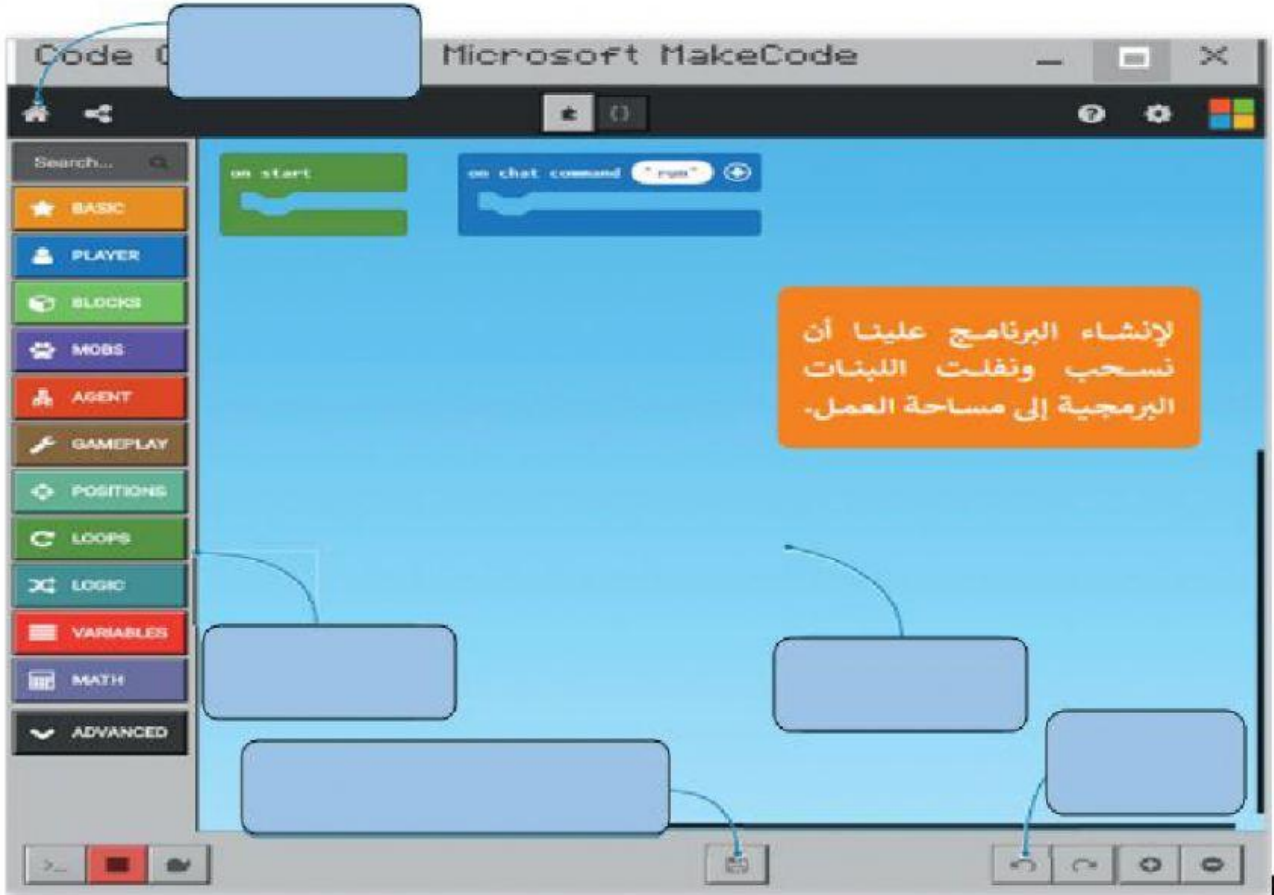 Code Microsoft MakeCode
Search...
BASIC
PLAYER
BLOCKS
MOBS
AGENT
GAMEPLAY
POSITIONS
LOOPS
LOGIC
VARIABLES
MATH
ADVANCED
on start
on chat command "run"
لإنشاء البرنامج علينا أن
نسحب ونفلت اللبنات
البرمجية إلى مساحة العمل.